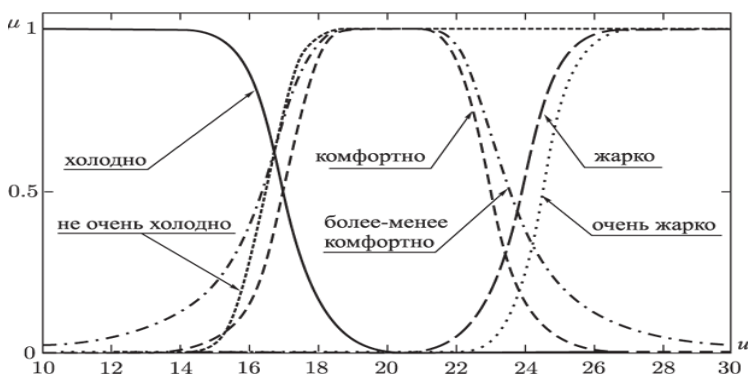 μ 1
холодно
комфортно
жарко
0.5
не очень холодно
более-менее
комфортно
очень жарко
0
u
10 12 14 16 18 20 22 24 25 28 30